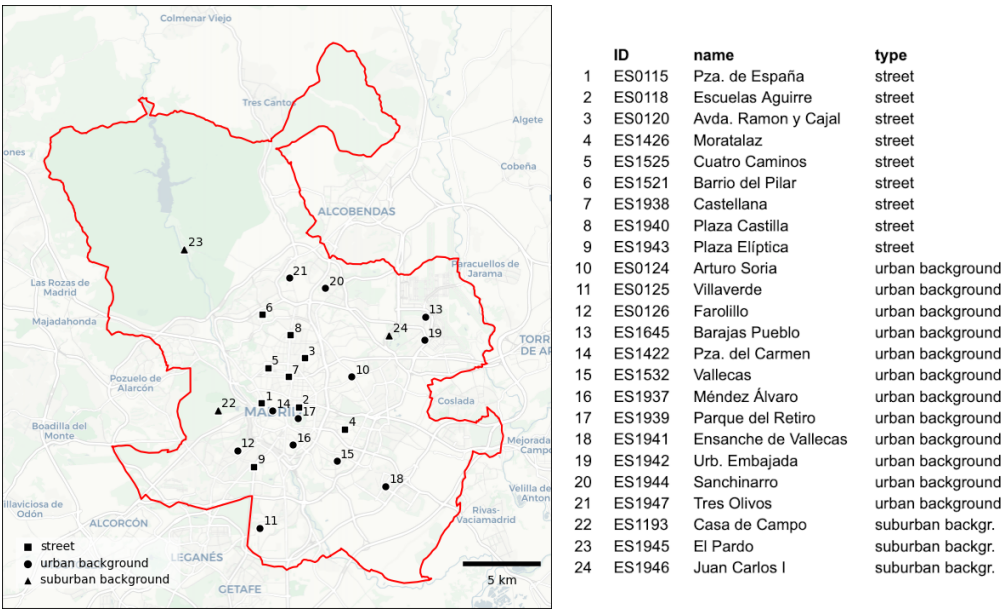 Colmenar Viejo
Tres Cantos
Algete
ones
Cobeña
ALCOBENDAS
23
Paracuellos de
Jarama
21
20
Las Rozas de
Madrid
13
6
Majadahonda
24
19
8
TORR
DE AR
3
5
7
10
Pozuelo de
Alarcón
Coslada
1
2
22
14
MADRID
17
4
Boadilla del
Monte
Mejorada
Campo
12
16
15
9
18
Velilla de
Anton
illaviciosa de
Odón
Rivas-
Vaciamadrid
11
ALCORCÓN
street
LEGANÉS
urban background
suburban background
5 km
GETAFE
ID name type
1 ES0115 Pza. de España street
2 ES0118 Escuelas Aguirre street
3 ES0120 Avda. Ramon y Cajal street
4 ES1426 Moratalaz street
5 ES1525 Cuatro Caminos street
6 ES1521 Barrio del Pilar street
7 ES1938 Castellana street
8 ES1940 Plaza Castilla street
9 ES1943 Plaza Elíptica street
10 ES0124 Arturo Soria urban background
11 ES0125 Villaverde urban background
12 ES0126 Farolillo urban background
13 ES1645 Barajas Pueblo urban background
14 ES1422 Pza. del Carmen urban background
15 ES1532 Vallecas urban background
16 ES1937 Méndez Álvaro urban background
17 ES1939 Parque del Retiro urban background
18 ES1941 Ensanche de Vallecas urban background
19 ES1942 Urb. Embajada urban background
20 ES1944 Sanchinarro urban background
21 ES1947 Tres Olivos urban background
22 ES1193 Casa de Campo suburban backgr.
23 ES1945 El Pardo suburban backgr.
24 ES1946 Juan Carlos I suburban backgr.